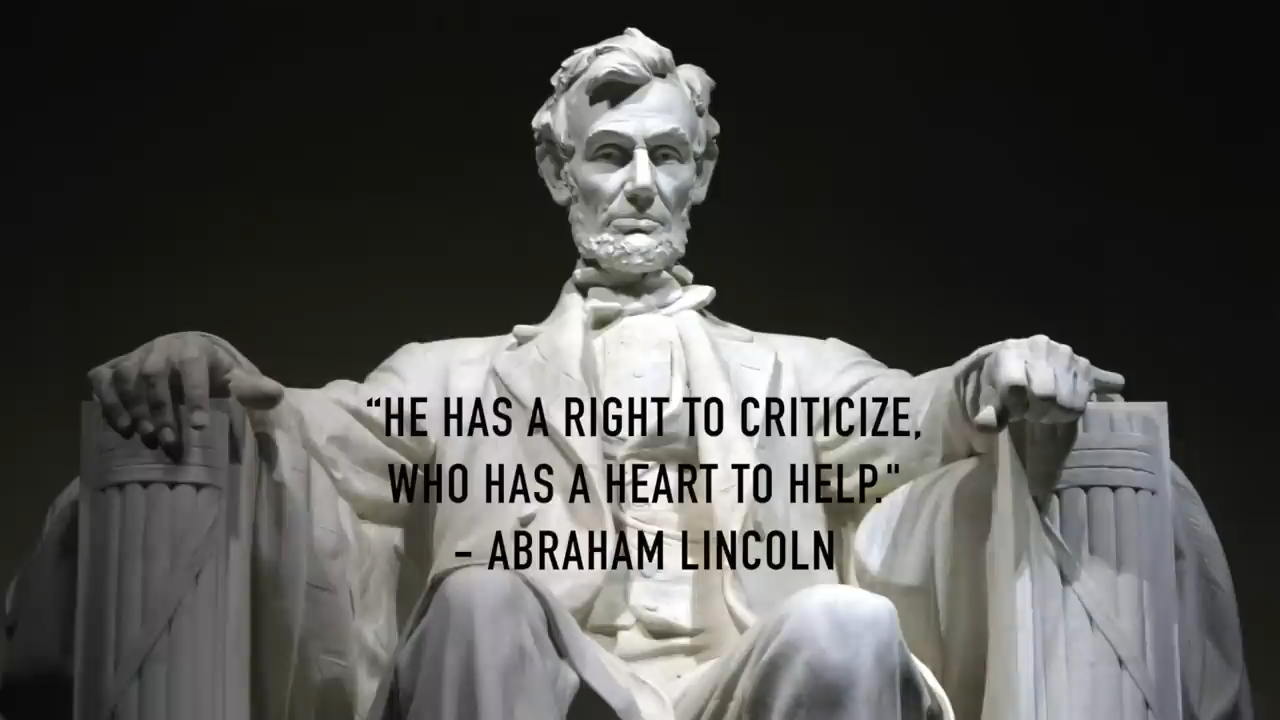 “HE HAS A RIGHT TO CRITICIZE,
WHO HAS A HEART TO HELP."
- ABRAHAM LINCOLN